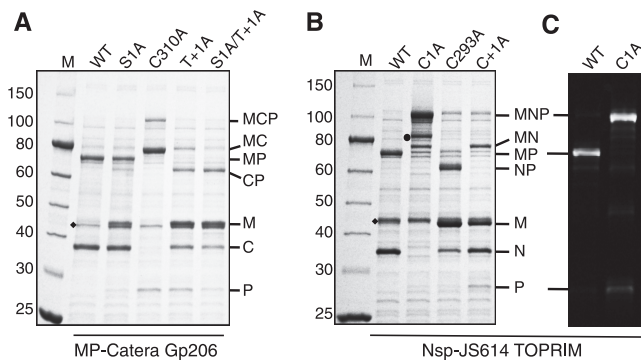 A
M WT S1A C310A T+1A S1A/T+1A
150
100
80
60
50
40
30
25
MCP
MC
MP
CP
M
C
P
MP-Catera Gp206
B
M WT C1A C293A C+1A
150
100
80
60
50
40
30
25
MNP
MN
MP
NP
M
N
P
C
WT C1A
Nsp-JS614 TOPRIM